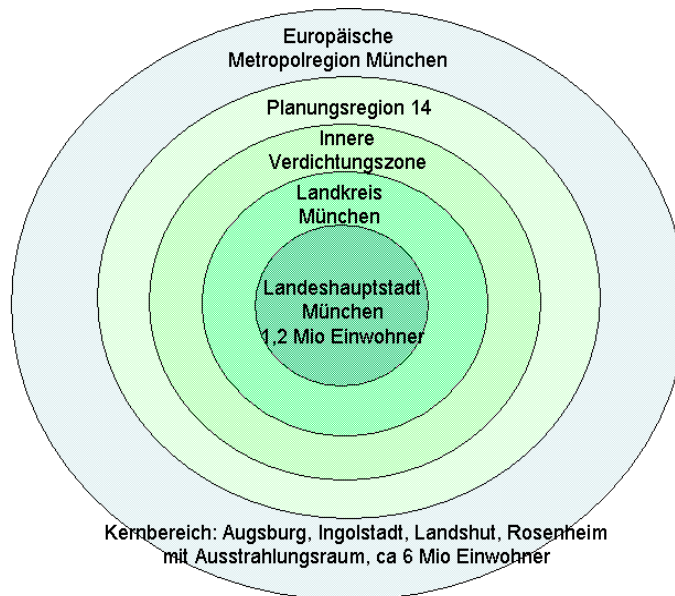 Europäische
Metropolregion München
Planungsregion 14
Innere
Verdichtungszone
Landkreis
München
Landeshauptstadt
München
1,2 Mio Einwohner
Kernbereich: Augsburg, Ingolstadt, Landshut, Rosenheim
mit Ausstrahlungsraum, ca 6 Mio Einwohner